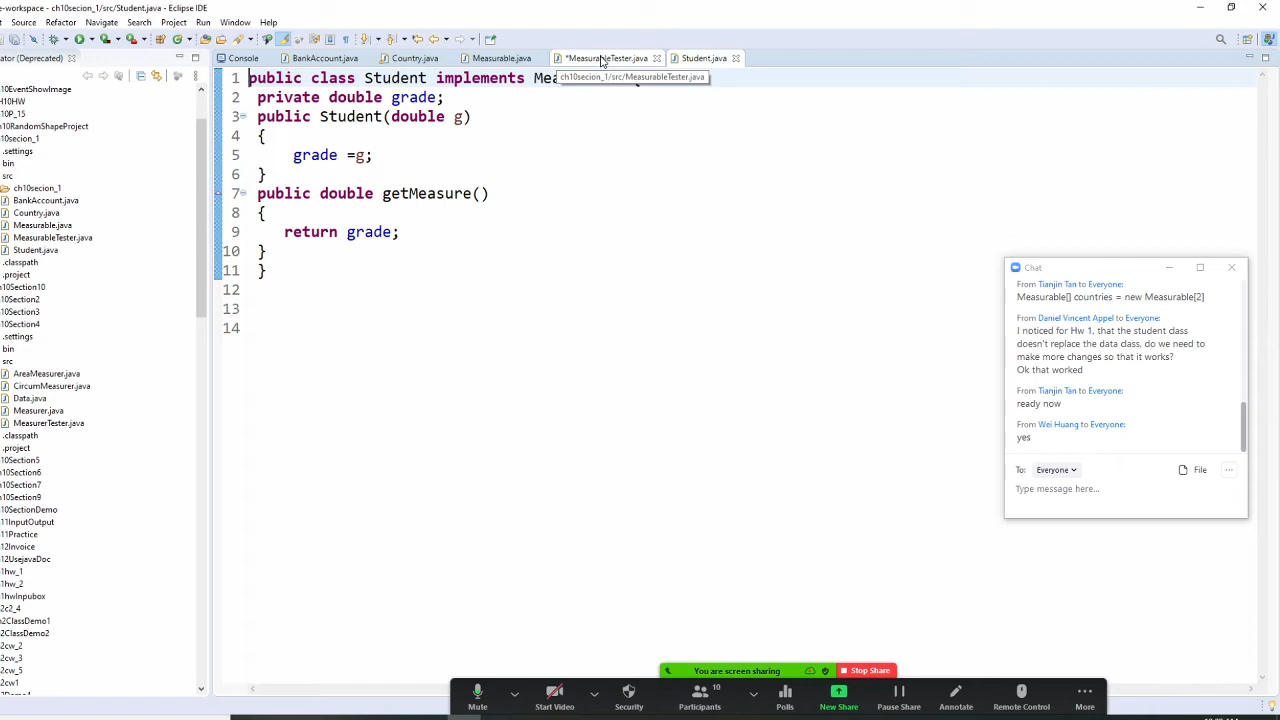 -workspace - ch10secion_1/src/Student.java - Eclipse IDE
Source Refactor Navigate Search Project Run Window Help
ator (Deprecated)
Console
BankAccount.java
Country.java
Measurable.java
*MeasurableTester.java
Student.java
ch10secion_1/src/MeasurableTester.java
10EventShowImage
10HW
10P_15
h10RandomShapeProject
10secion_1
.settings
bin
src
ch10secion_1
BankAccount.java
Country.java
Measurable.java
MeasurableTester.java
Student.java
.classpath
.project
h10Section10
10Section2
10Section3
10Section4
.settings
bin
src
AreaMeasurer.java
CircumMeasurer.java
Data.java
Measurer.java
MeasurerTester.java
.classpath
.project
h10Section5
10Section6
10Section7
10Section9
10SectionDemo
11InputOutput
11Practice
12Invoice
12UsejavaDoc
1hw_1
1hw_2
1hwInpubox
2c2_4
2ClassDemo1
2ClassDemo2
2cw_2
2cw_3
2cw_5
2cw1
1 public class Student implements Mea
2 private double grade;
3 public Student(double g)
4 {
5 grade =g;
6 }
7 public double getMeasure()
8 {
9 return grade;
10 }
11 }
12
13
14
Chat
From Tianjin Tan to Everyone:
Measurable[] countries = new Measurable[2]
From Daniel Vincent Appel to Everyone:
I noticed for Hw 1, that the student class
doesn't replace the data class, do we need to
make more changes so that it works?
Ok that worked
From Tianjin Tan to Everyone:
ready now
From Wei Huang to Everyone:
yes
To: Everyone
File
Type message here...
You are screen sharing
Stop Share
Mute
Start Video
Security
Participants
10
Polls
New Share
Pause Share
Annotate
Remote Control
More